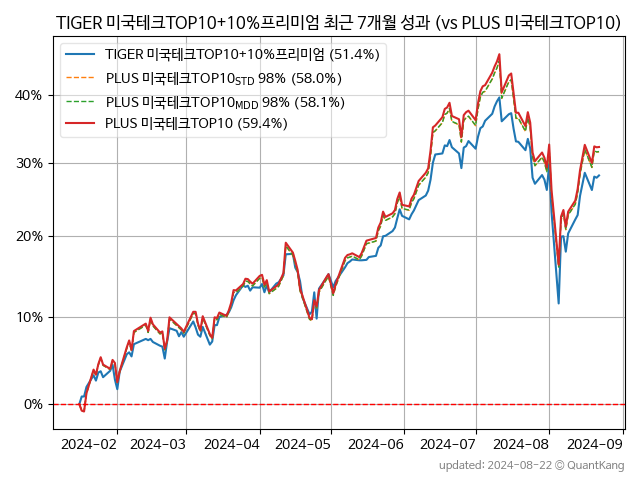 TIGER 미국테크TOP10+10%프리미엄 최근 7개월 성과 (vs PLUS 미국테크TOP10)
TIGER 미국테크TOP10+10%프리미엄 (51.4%)
PLUS 미국테크TOP10STD 98% (58.0%)
PLUS 미국테크TOP10MDD 98% (58.1%)
PLUS 미국테크TOP10 (59.4%)
40%
30%
20%
10%
0%
2024-02 2024-03 2024-04 2024-05 2024-06 2024-07 2024-08 2024-09
updated: 2024-08-22 © QuantKang